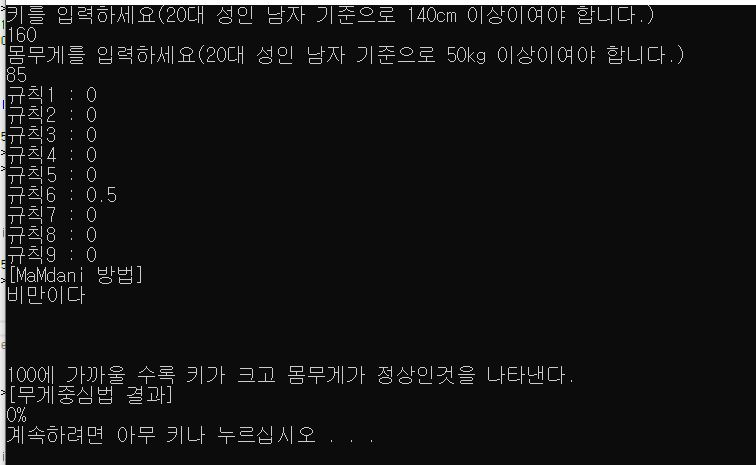 키를 입력하세요(20대 성인 남자 기준으로 140cm 이상이여야 합니다.)
160
몸무게를 입력하세요(20대 성인 남자 기준으로 50kg 이상이여야 합니다.)
85
규칙1 : 0
규칙2 : 0
규칙3 : 0
규칙4 : 0
규칙5 : 0
규칙6 : 0.5
규칙7 : 0
규칙8 : 0
규칙9 : 0
[MaMdani 방법]
비만이다
100에 가까울 수록 키가 크고 몸무게가 정상인것을 나타낸다.
[무게중심법 결과]
0%
계속하려면 아무 키나 누르십시오 . . .